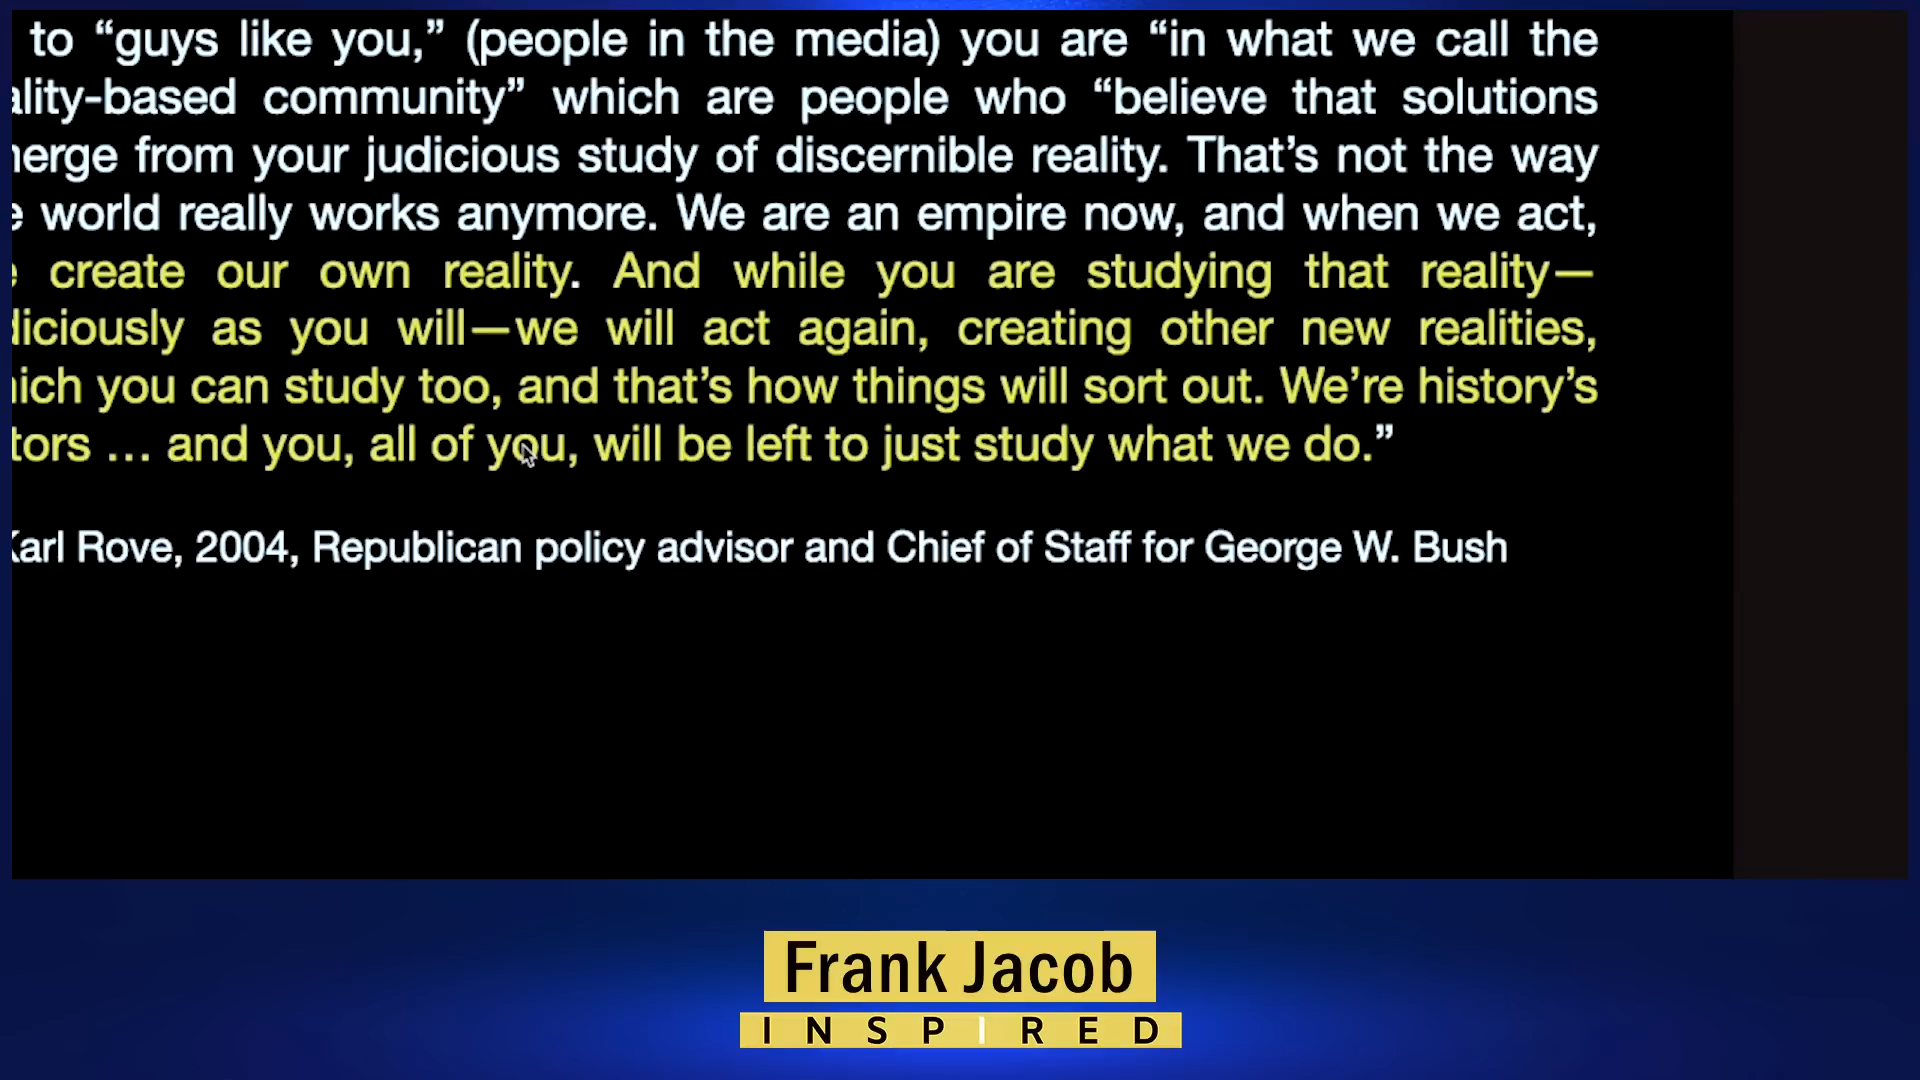 to “guys like you,” (people in the media) you are “in what we call the
ality-based community” which are people who “believe that solutions
erge from your judicious study of discernible reality. That’s not the way
e world really works anymore. We are an empire now, and when we act,
e create our own reality. And while you are studying that reality—
diciously as you will—we will act again, creating other new realities,
ich you can study too, and that’s how things will sort out. We’re history’s
tors … and you, all of you, will be left to just study what we do.”
Karl Rove, 2004, Republican policy advisor and Chief of Staff for George W. Bush
Frank Jacob
INSPIRED